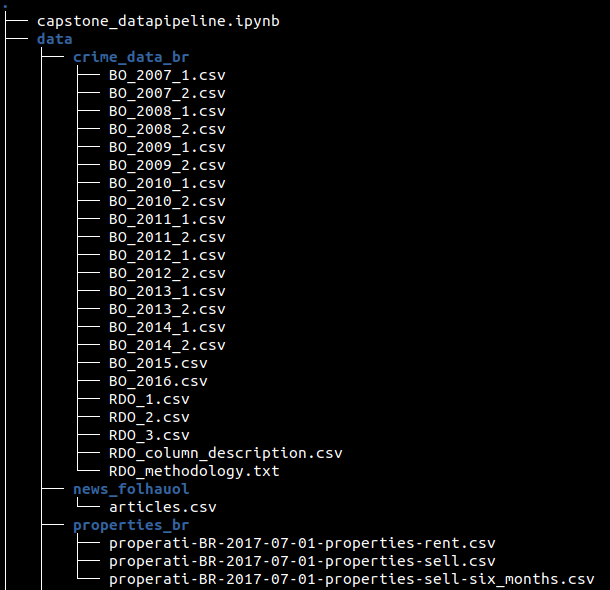 .
capstone_datapipeline.ipynb
data
crime_data_br
BO_2007_1.csv
BO_2007_2.csv
BO_2008_1.csv
BO_2008_2.csv
BO_2009_1.csv
BO_2009_2.csv
BO_2010_1.csv
BO_2010_2.csv
BO_2011_1.csv
BO_2011_2.csv
BO_2012_1.csv
BO_2012_2.csv
BO_2013_1.csv
BO_2013_2.csv
BO_2014_1.csv
BO_2014_2.csv
BO_2015.csv
BO_2016.csv
RDO_1.csv
RDO_2.csv
RDO_3.csv
RDO_column_description.csv
RDO_methodology.txt
news_folhauol
articles.csv
properties_br
properati-BR-2017-07-01-properties-rent.csv
properati-BR-2017-07-01-properties-sell.csv
properati-BR-2017-07-01-properties-sell-six_months.csv